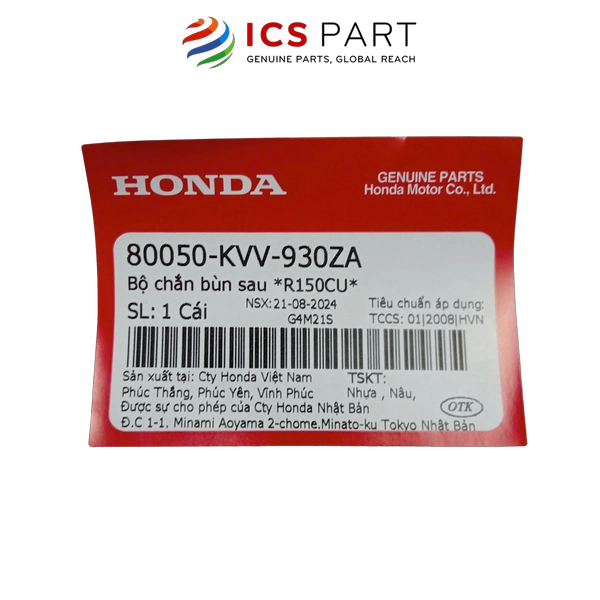 ICS PART
GENUINE PARTS, GLOBAL REACH
HONDA
GENUINE PARTS
Honda Motor Co., Ltd.
80050-KVV-930ZA
Bộ chắn bùn sau *R150CU*
SL: 1 Cái
NSX:21-08-2024
G4M21S
Tiêu chuẩn áp dụng:
TCCS: 01|2008|HVN
Sản xuất tại: Cty Honda Việt Nam
Phúc Thắng, Phúc Yên, Vĩnh Phúc
TSKT:
Nhựa , Nâu,
Được sự cho phép của Cty Honda Nhật Bản
Đ.C 1-1. Minami Aoyama 2-chome.Minato-ku Tokyo Nhật Bản
OTK